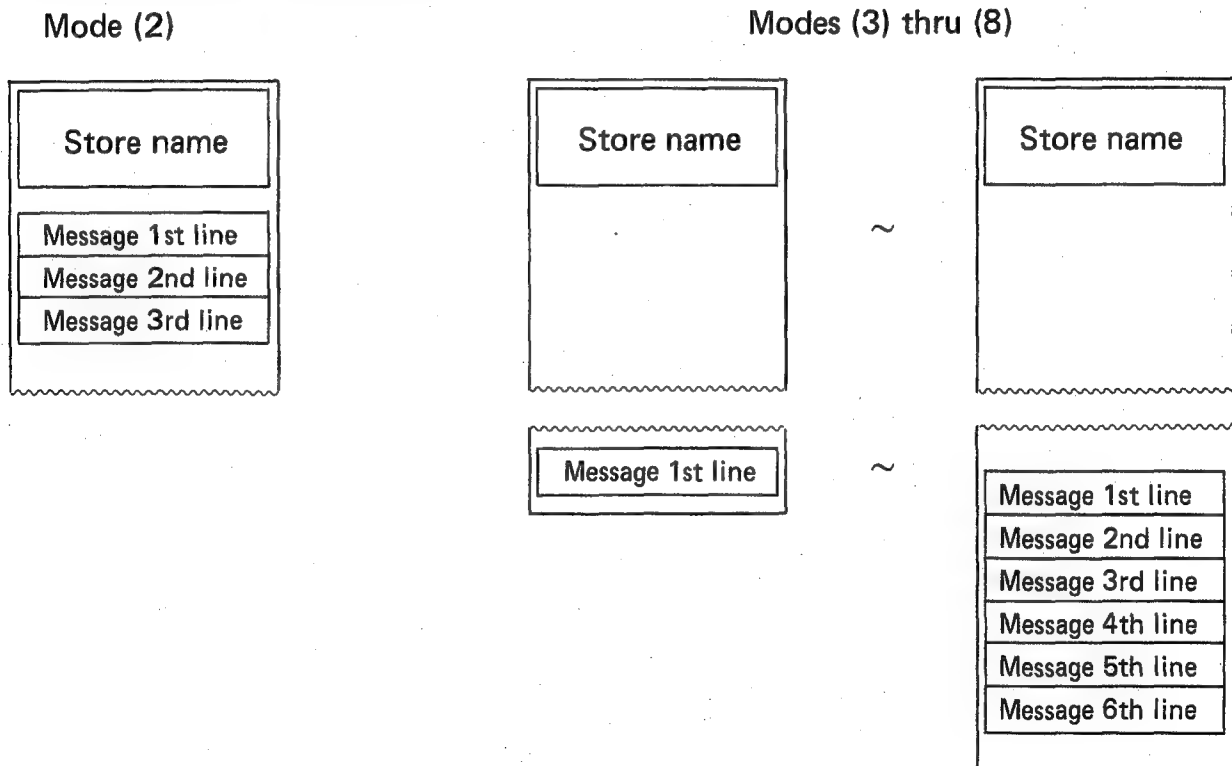 Mode (2)
Modes (3) thru (8)
Store name
Message 1st line
Message 2nd line
Message 3rd line
Store name
~
Store name
Message 1st line
~
Message 1st line
Message 2nd line
Message 3rd line
Message 4th line
Message 5th line
Message 6th line